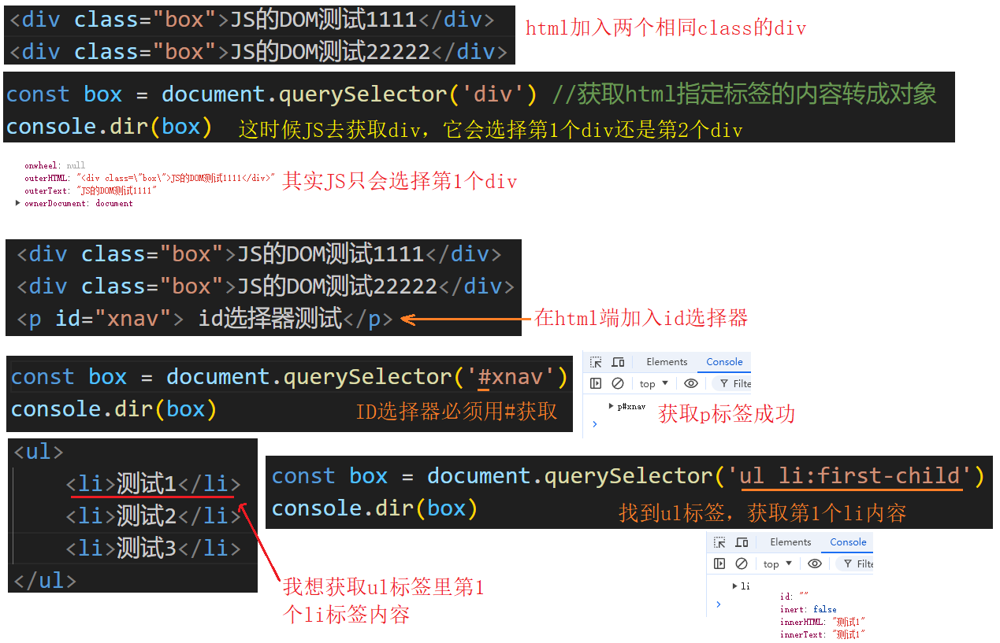 <div class="box">JS的DOM测试1111</div>
<div class="box">JS的DOM测试22222</div>
html加入两个相同class的div
const box = document.querySelector('div') //获取html指定标签的内容转成对象
console.dir(box)
这时候JS去获取div，它会选择第1个div还是第2个div
onwheel: null
outerHTML: "<div class=\"box\">JS的DOM测试1111</div>"
outerText: "JS的DOM测试1111"
ownerDocument: document
其实JS只会选择第1个div
<div class="box">JS的DOM测试1111</div>
<div class="box">JS的DOM测试22222</div>
<p id="xnav"> id选择器测试</p>
在html端加入id选择器
const box = document.querySelector('#xnav')
console.dir(box)
ID选择器必须用#获取
Elements Console
top Filte
p#xnav
获取p标签成功
<ul>
<li>测试1</li>
<li>测试2</li>
<li>测试3</li>
</ul>
我想获取ul标签里第1
个li标签内容
const box = document.querySelector('ul li:first-child')
console.dir(box)
找到ul标签，获取第1个li内容
Elements Console
top Filte
li
id: ""
inert: false
innerHTML: "测试1"
innerText: "测试1"